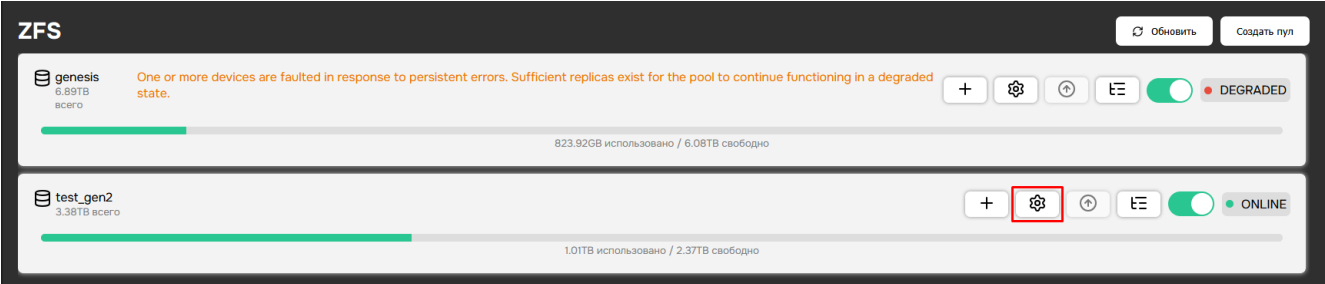 ZFS
Обновить
Создать пул
genesis
6.89TB
всего
One or more devices are faulted in response to persistent errors. Sufficient replicas exist for the pool to continue functioning in a degraded
state.
DEGRADED
823.92GB использовано / 6.08TB свободно
test_gen2
3.38TB всего
ONLINE
1.01TB использовано / 2.37TB свободно